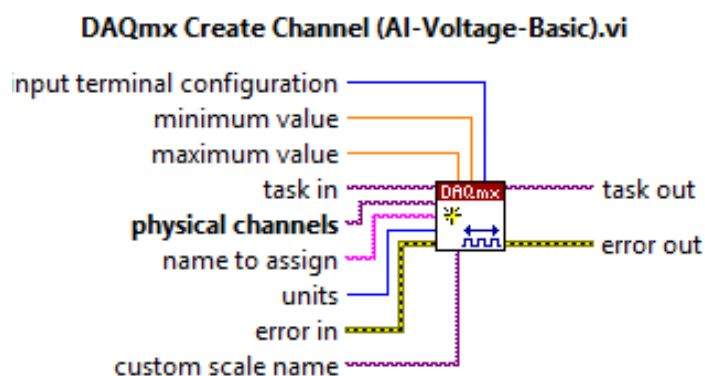 DAQmx Create Channel (AI-Voltage-Basic).vi
input terminal configuration
minimum value
maximum value
task in
DAQmx
task out
physical channels
name to assign
error out
units
error in
custom scale name